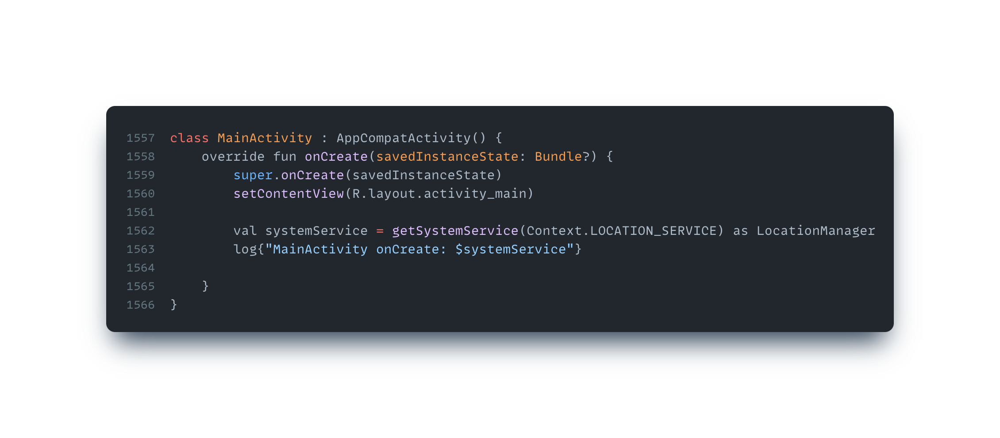 1557 class MainActivity : AppCompatActivity() {
1558     override fun onCreate(savedInstanceState: Bundle?) {
1559         super.onCreate(savedInstanceState)
1560         setContentView(R.layout.activity_main)
1561
1562         val systemService = getSystemService(Context.LOCATION_SERVICE) as LocationManager
1563         log{"MainActivity onCreate: $systemService"}
1564
1565     }
1566 }